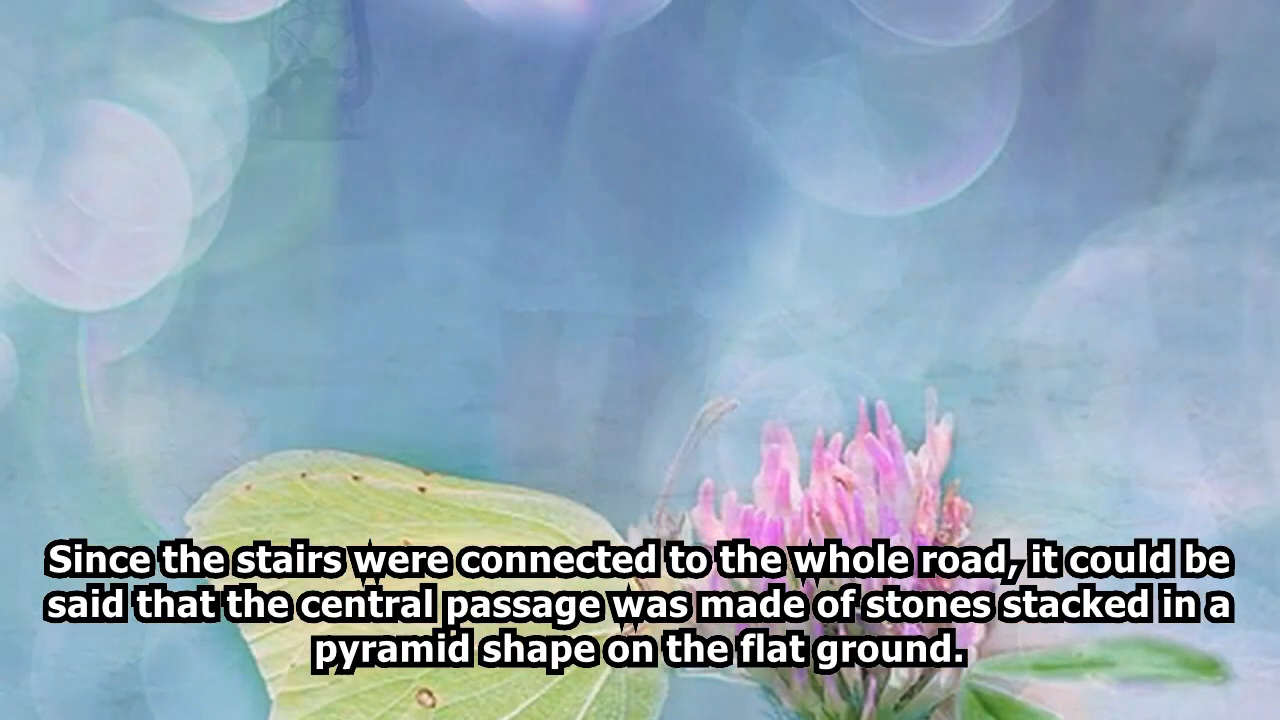 Since the stairs were connected to the whole road, it could be
said that the central passage was made of stones stacked in a
pyramid shape on the flat ground.